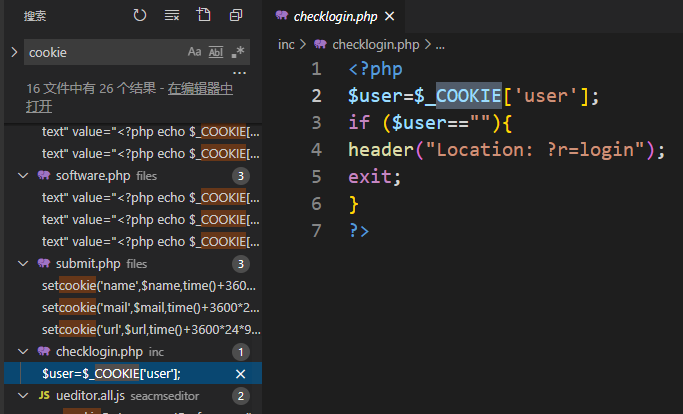 搜索
cookie
Aa Abl .*
16 文件中有 26 个结果 - 在编辑器中
打开
text" value="<?php echo $_COOKIE[...
text" value="<?php echo $_COOKIE[...
software.php files 3
text" value="<?php echo $_COOKIE[...
text" value="<?php echo $_COOKIE[...
text" value="<?php echo $_COOKIE[...
submit.php files 3
setcookie('name',$name,time()+360...
setcookie('mail',$mail,time()+3600*2...
setcookie('url',$url,time()+3600*24*9...
checklogin.php inc 1
$user=$_COOKIE['user'];
JS ueditor.all.js seacmseditor 2
checklogin.php
inc > checklogin.php > ...
1 <?php
2 $user=$_COOKIE['user'];
3 if ($user==""){
4 header("Location: ?r=login");
5 exit;
6 }
7 ?>